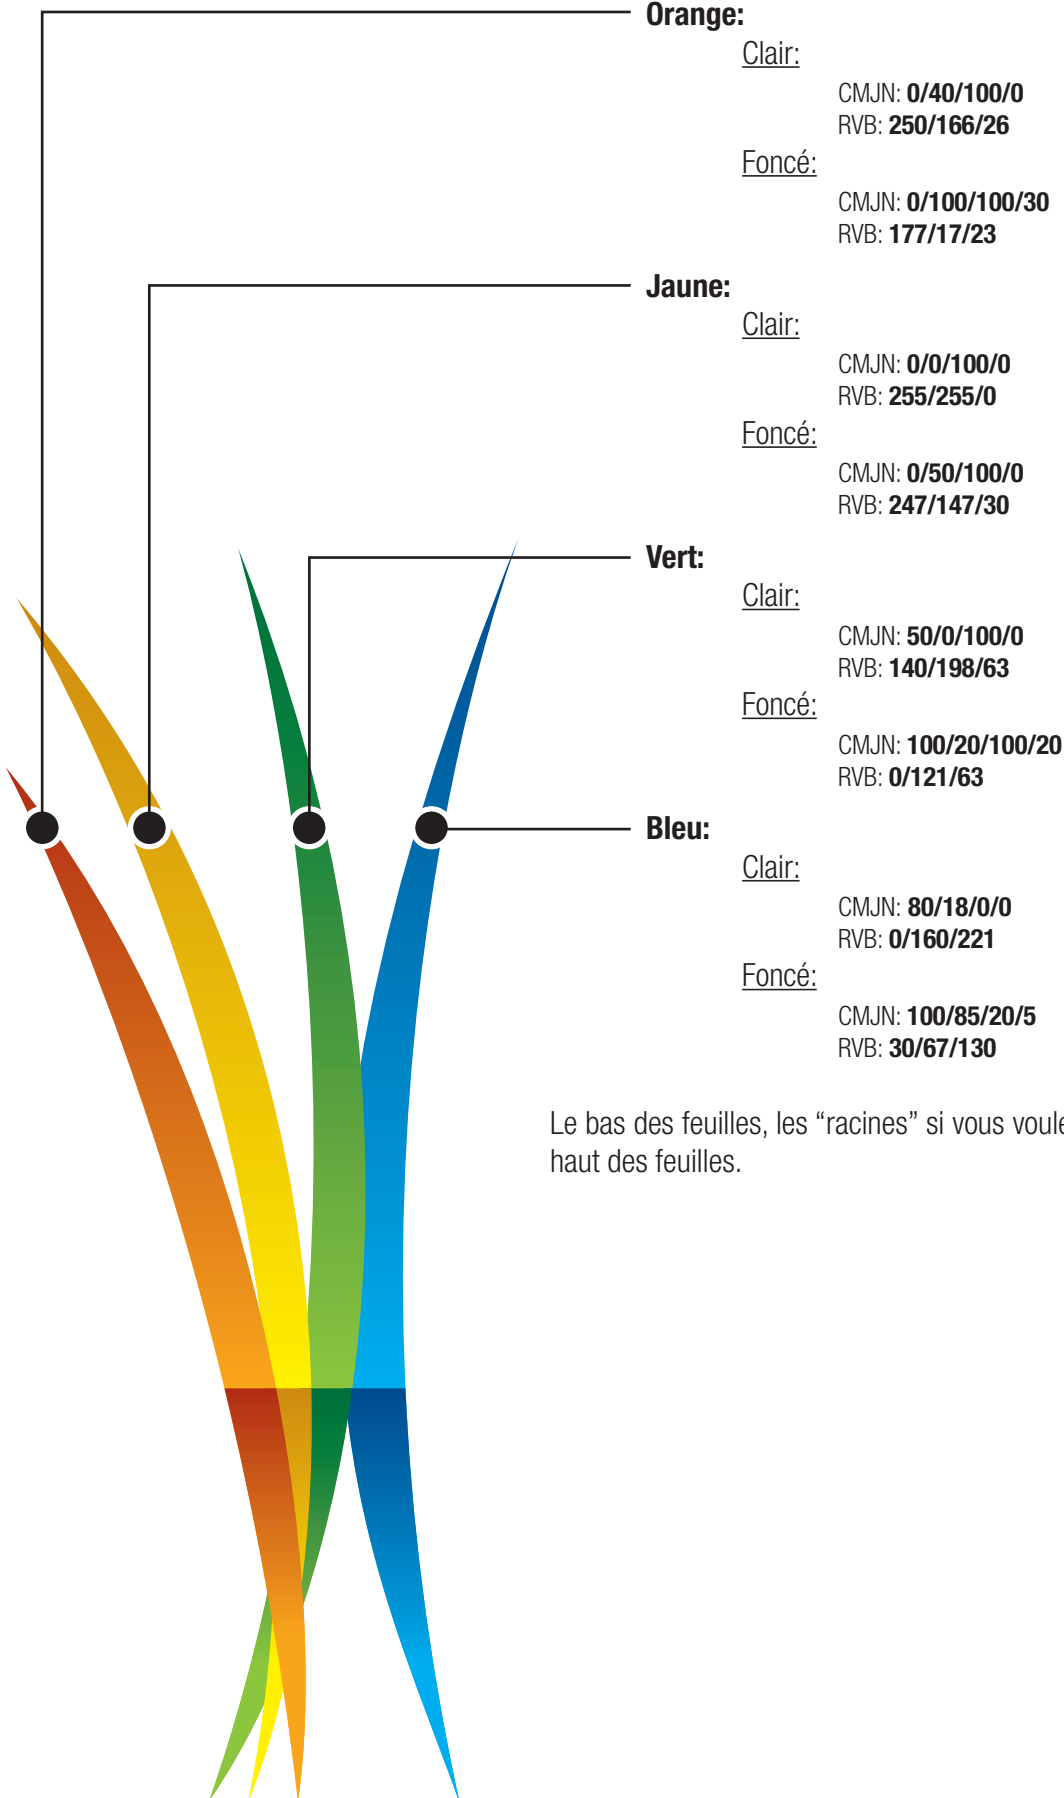 Orange:
Clair:
CMJN: 0/40/100/0
RVB: 250/166/26
Foncé:
CMJN: 0/100/100/30
RVB: 177/17/23
Jaune:
Clair:
CMJN: 0/0/100/0
RVB: 255/255/0
Foncé:
CMJN: 0/50/100/0
RVB: 247/147/30
Vert:
Clair:
CMJN: 50/0/100/0
RVB: 140/198/63
Foncé:
CMJN: 100/20/100/20
RVB: 0/121/63
Bleu:
Clair:
CMJN: 80/18/0/0
RVB: 0/160/221
Foncé:
CMJN: 100/85/20/5
RVB: 30/67/130
Le bas des feuilles, les “racines” si vous
haut des feuilles.